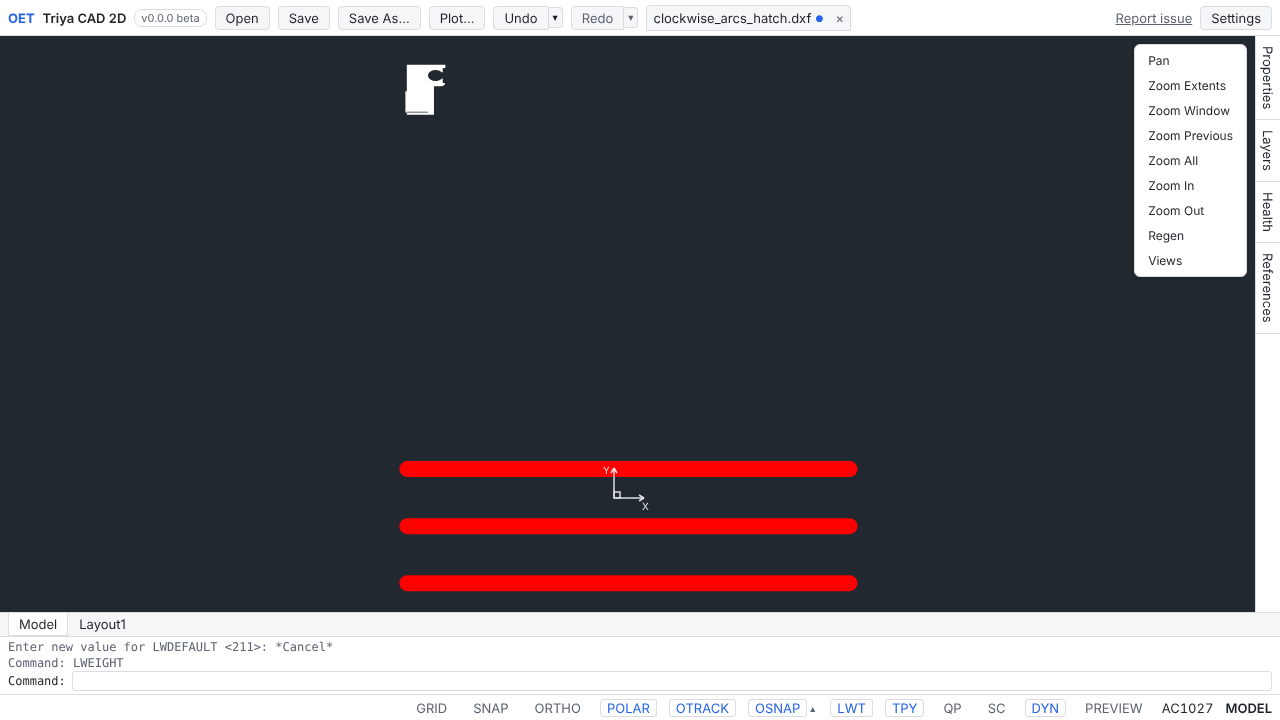 OET Triya CAD 2D v0.0.0 beta Open Save Save As... Plot... Undo ▾ Redo ▾ clockwise_arcs_hatch.dxf × Report issue Settings
Pan
Zoom Extents
Zoom Window
Zoom Previous
Zoom All
Zoom In
Zoom Out
Regen
Views
Properties
Layers
Health
References
Y
X
Model Layout1
Enter new value for LWDEFAULT <211>: *Cancel*
Command: LWEIGHT
Command:
GRID SNAP ORTHO POLAR OTRACK OSNAP ▴ LWT TPY QP SC DYN PREVIEW AC1027 MODEL